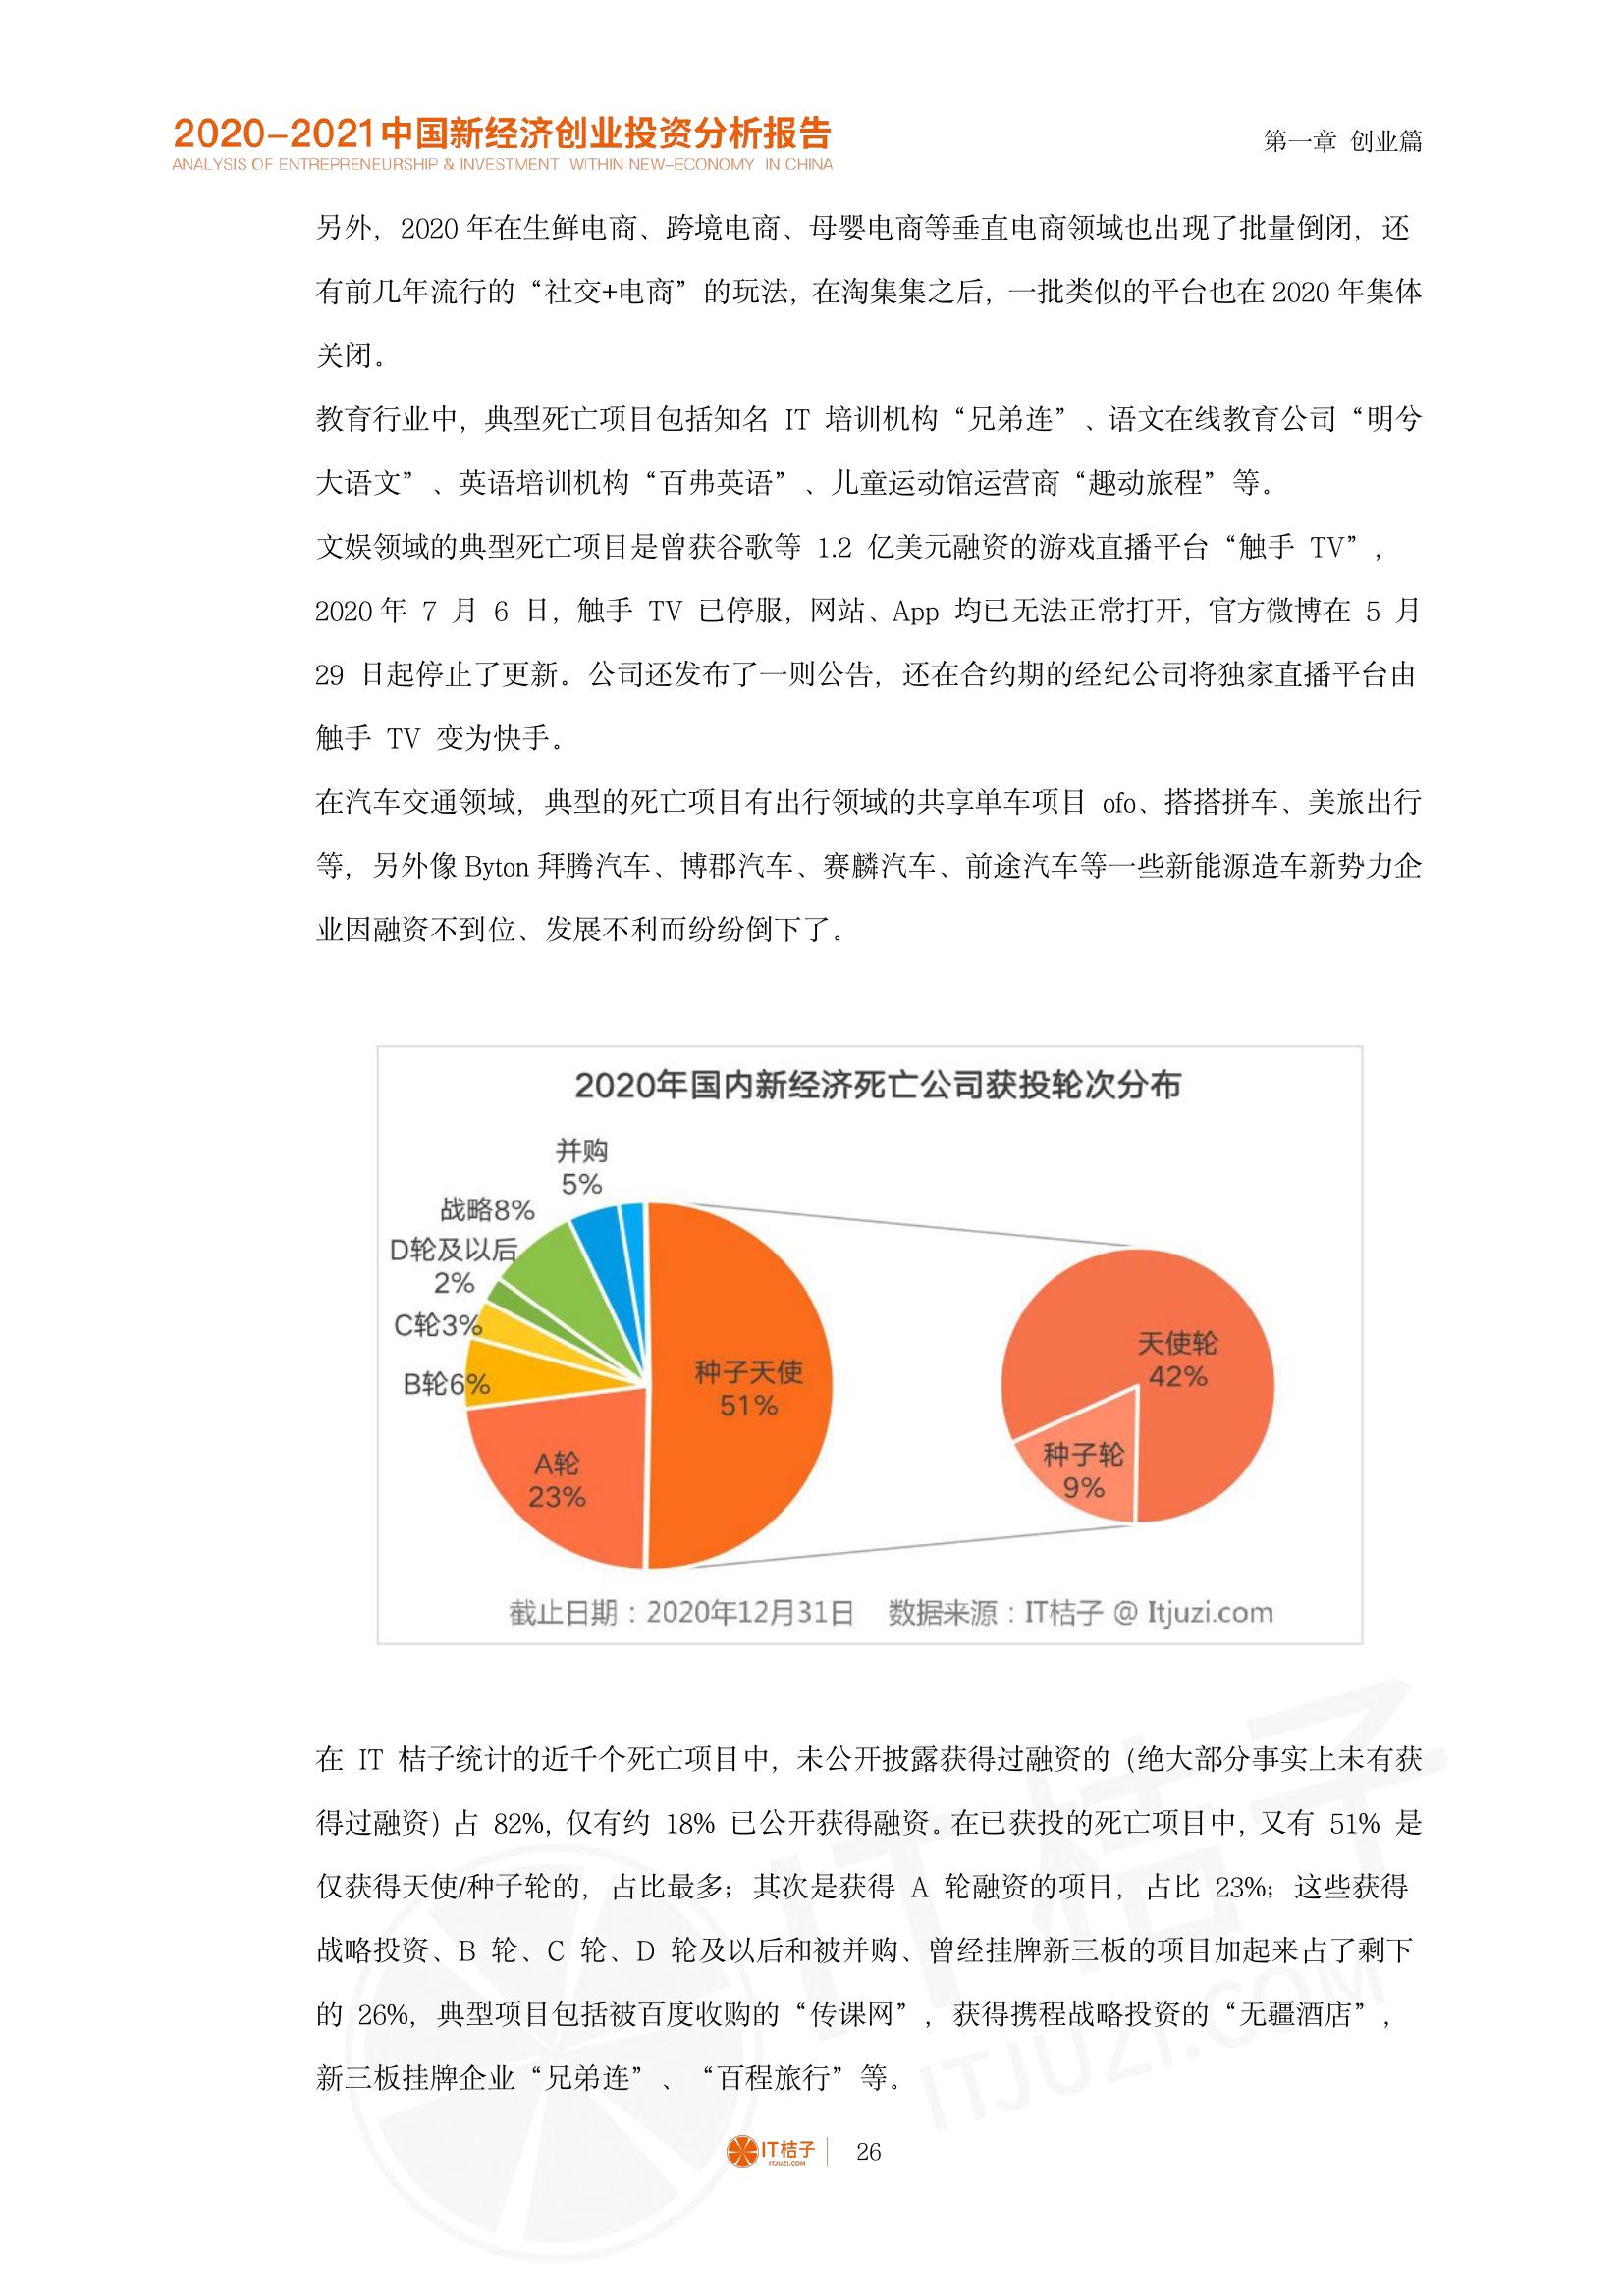 2020-2021中国新经济创业投资分析报告
ANALYSIS OF ENTREPRENEURSHIP & INVESTMENT WITHIN NEW-ECONOMY IN CHINA
第一章 创业篇
另外，2020 年在生鲜电商、跨境电商、母婴电商等垂直电商领域也出现了批量倒闭，还
有前几年流行的“社交+电商”的玩法，在淘集集之后，一批类似的平台也在 2020 年集体
关闭。
教育行业中，典型死亡项目包括知名 IT 培训机构“兄弟连”、语文在线教育公司“明兮
大语文”、英语培训机构“百弗英语”、儿童运动馆运营商“趣动旅程”等。
文娱领域的典型死亡项目是曾获谷歌等 1.2 亿美元融资的游戏直播平台“触手 TV”，
2020 年 7 月 6 日，触手 TV 已停服，网站、App 均已无法正常打开，官方微博在 5 月
29 日起停止了更新。公司还发布了一则公告，还在合约期的经纪公司将独家直播平台由
触手 TV 变为快手。
在汽车交通领域，典型的死亡项目有出行领域的共享单车项目 ofo、搭搭拼车、美旅出行
等，另外像 Byton 拜腾汽车、博郡汽车、赛麟汽车、前途汽车等一些新能源造车新势力企
业因融资不到位、发展不利而纷纷倒下了。
2020年国内新经济死亡公司获投轮次分布
并购
5%
战略8%
D轮及以后
2%
C轮3%
B轮6%
A轮
23%
种子天使
51%
天使轮
42%
种子轮
9%
截止日期：2020年12月31日 数据来源：IT桔子 @ Itjuzi.com
在 IT 桔子统计的近千个死亡项目中，未公开披露获得过融资的（绝大部分事实上未有获
得过融资）占 82%，仅有约 18% 已公开获得融资。在已获投的死亡项目中，又有 51% 是
仅获得天使/种子轮的，占比最多；其次是获得 A 轮融资的项目，占比 23%；这些获得
战略投资、B 轮、C 轮、D 轮及以后和被并购、曾经挂牌新三板的项目加起来占了剩下
的 26%，典型项目包括被百度收购的“传课网”，获得携程战略投资的“无疆酒店”，
新三板挂牌企业“兄弟连”、“百程旅行”等。
IT桔子
ITJUZI.COM
IT桔子
ITJUZI.COM
26